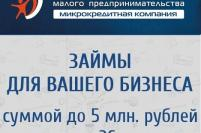 малого предпринимательства
микрокредитная компания
ЗАЙМЫ
ДЛЯ ВАШЕГО БИЗНЕСА
суммой до 5 млн. рублей